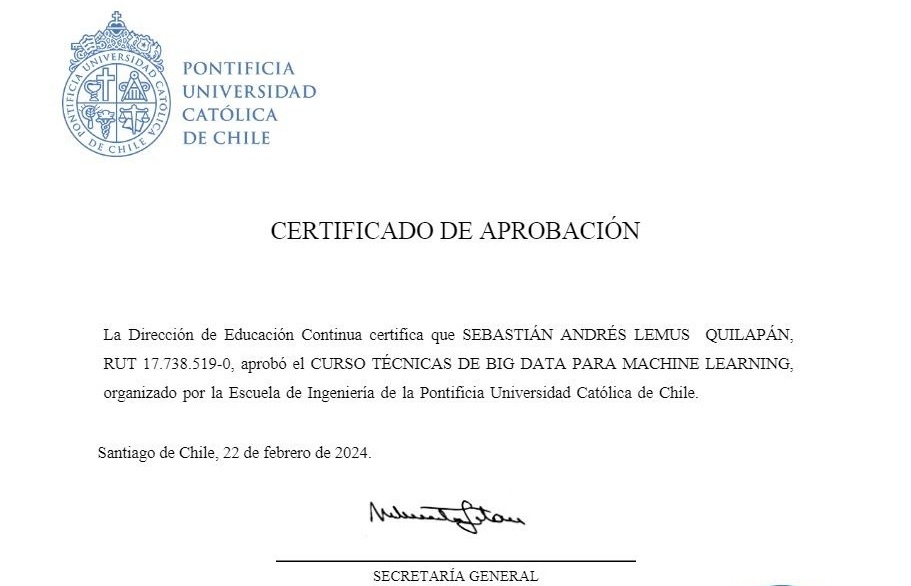 PONTIFICIA UNIVERSIDAD CATÓLICA DE CHILE
PONTIFICIA
UNIVERSIDAD
CATÓLICA
DE CHILE
CERTIFICADO DE APROBACIÓN
La Dirección de Educación Continua certifica que SEBASTIÁN ANDRÉS LEMUS QUILAPÁN,
RUT 17.738.519-0, aprobó el CURSO TÉCNICAS DE BIG DATA PARA MACHINE LEARNING,
organizado por la Escuela de Ingeniería de la Pontificia Universidad Católica de Chile.
Santiago de Chile, 22 de febrero de 2024.
SECRETARÍA GENERAL